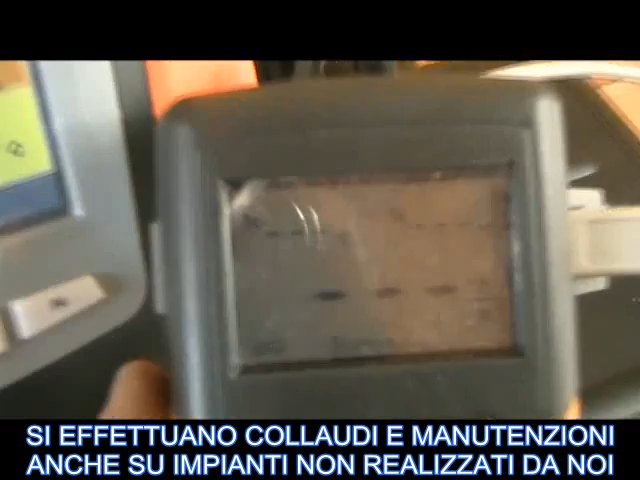 SI EFFETTUANO COLLAUDI E MANUTENZIONI
ANCHE SU IMPIANTI NON REALIZZATI DA NOI